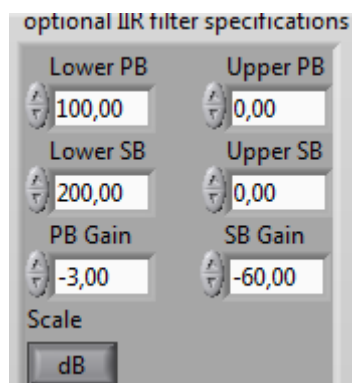 optional IIR filter specifications
Lower PB Upper PB
100,00 0,00
Lower SB Upper SB
200,00 0,00
PB Gain SB Gain
-3,00 -60,00
Scale
dB